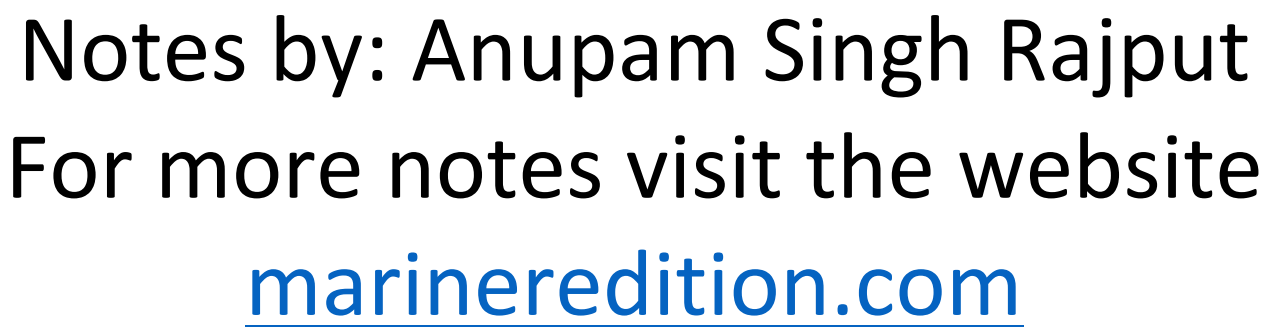 Notes by: Anupam Singh Rajput
For more notes visit the website
marineredition.com